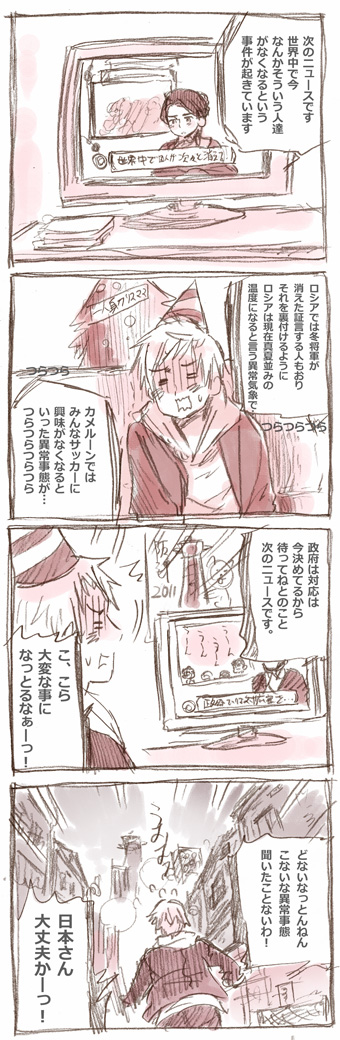 次のニュースです
世界中で今
なんかそういう人達
がなくなるという
事件が起きています
世界中で
ロシアでは冬将軍が
消えた証言する人もおり
それを裏付けるように
ロシアは現在真夏並みの
温度になると言う異常気象で
つらつら
つらつらつら
一人身クリスマス
カメルーンでは
みんなサッカーに
興味がなくなると
いった異常事態が…
つらつらつらつら
政府は対応は
今決めてるから
待ってねとのこと
次のニュースです。
2011
こ、こら
大変な事に
なっとるなぁーっ！
どないなっとんねん
こないな異常事態
聞いたことないわ！
日本さん
大丈夫かーっ！